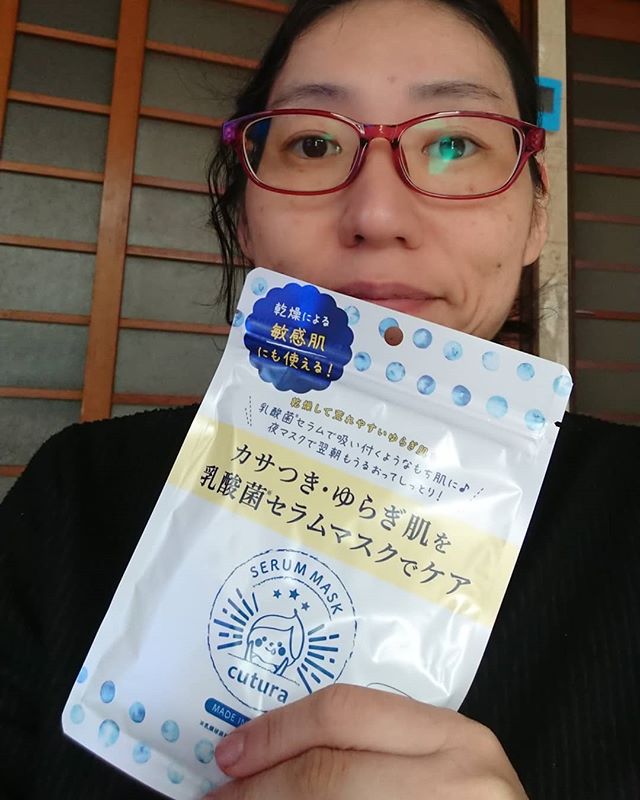 乾燥による
敏感肌
にも使える!
乾燥して荒れやすいゆらぎ肌を
乳酸菌*セラムで吸い付くようなもち肌に♪
夜マスクで翌朝もうるおってしっとり!
カサつき・ゆらぎ肌を
乳酸菌*セラムマスクでケア
SERUM MASK
cutura
MADE IN